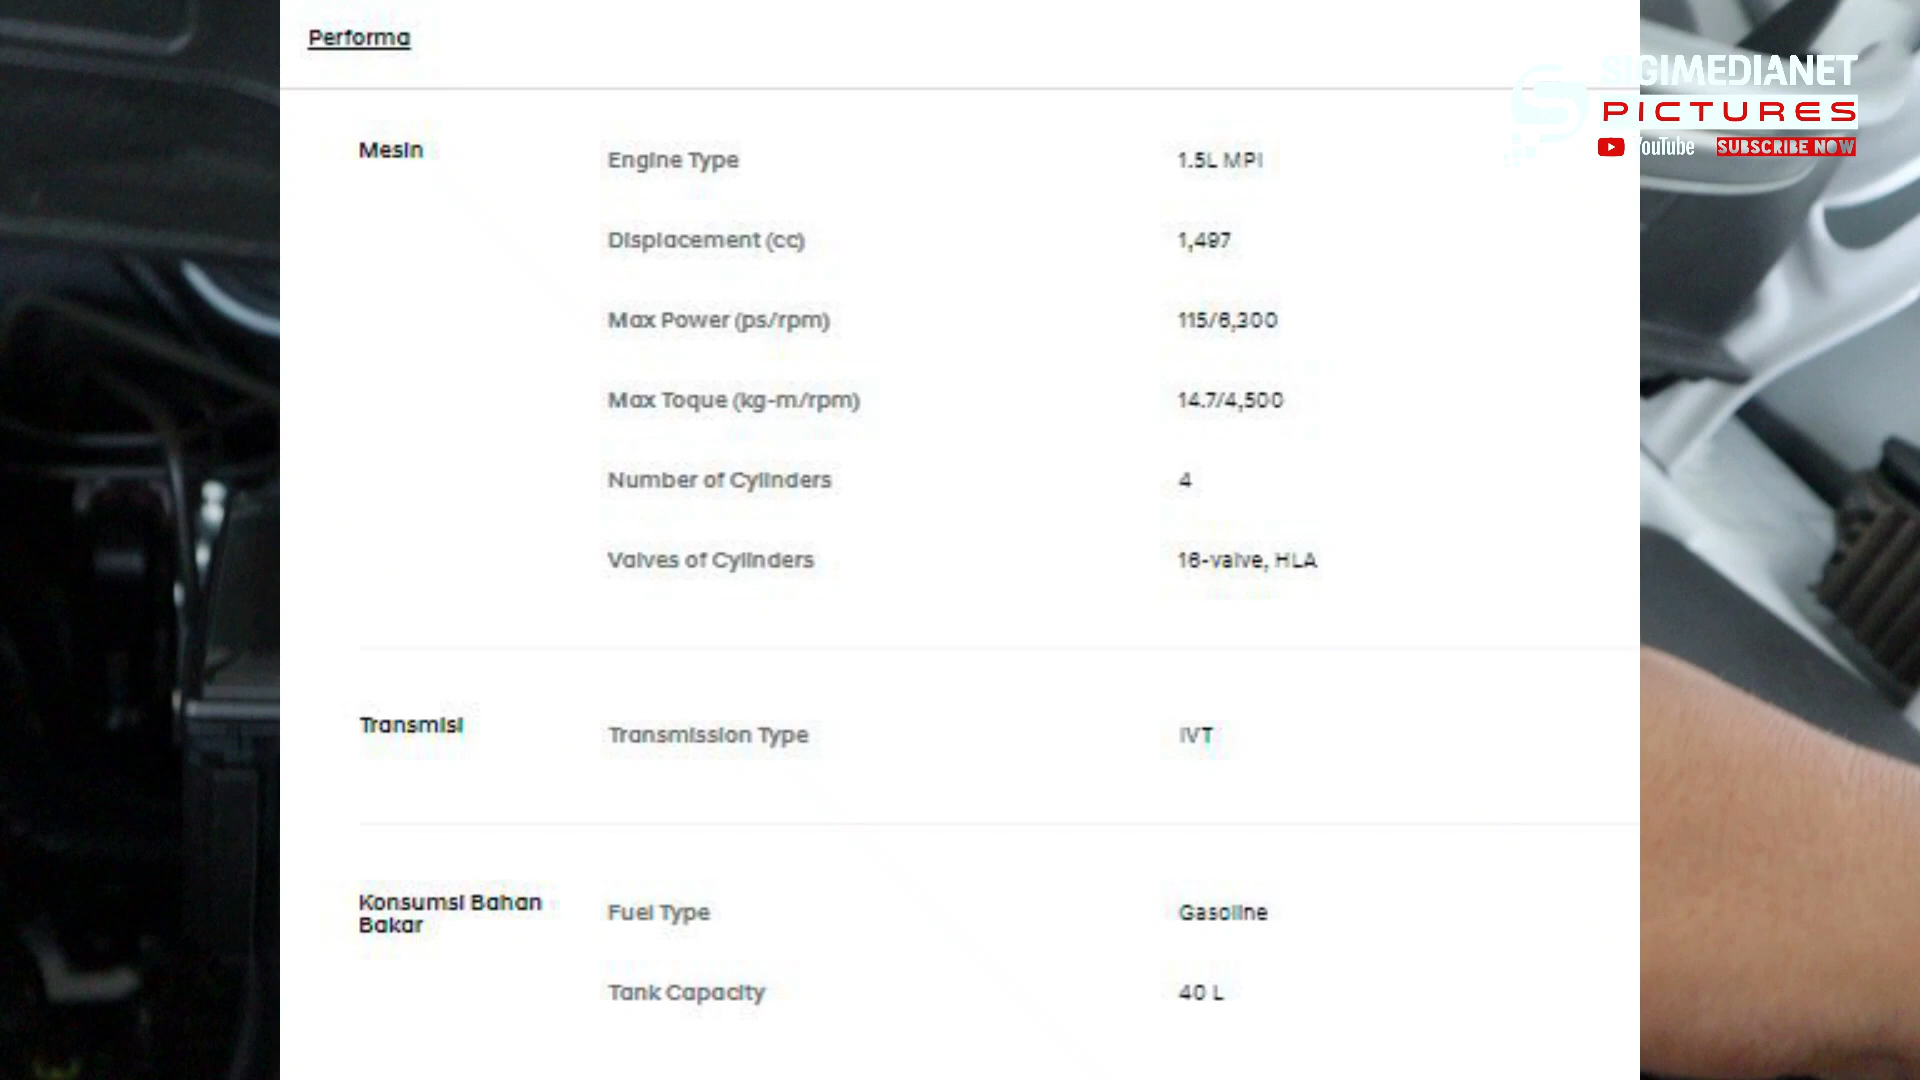 Performa
SIGIMEDIANET
PICTURES
YouTube SUBSCRIBE NOW
Mesin
Engine Type 1.5L MPI
Displacement (cc) 1,497
Max Power (ps/rpm) 115/6,300
Max Toque (kg-m/rpm) 14.7/4,500
Number of Cylinders 4
Valves of Cylinders 16-valve, HLA
Transmisi
Transmission Type IVT
Konsumsi Bahan
Bakar
Fuel Type Gasoline
Tank Capacity 40 L